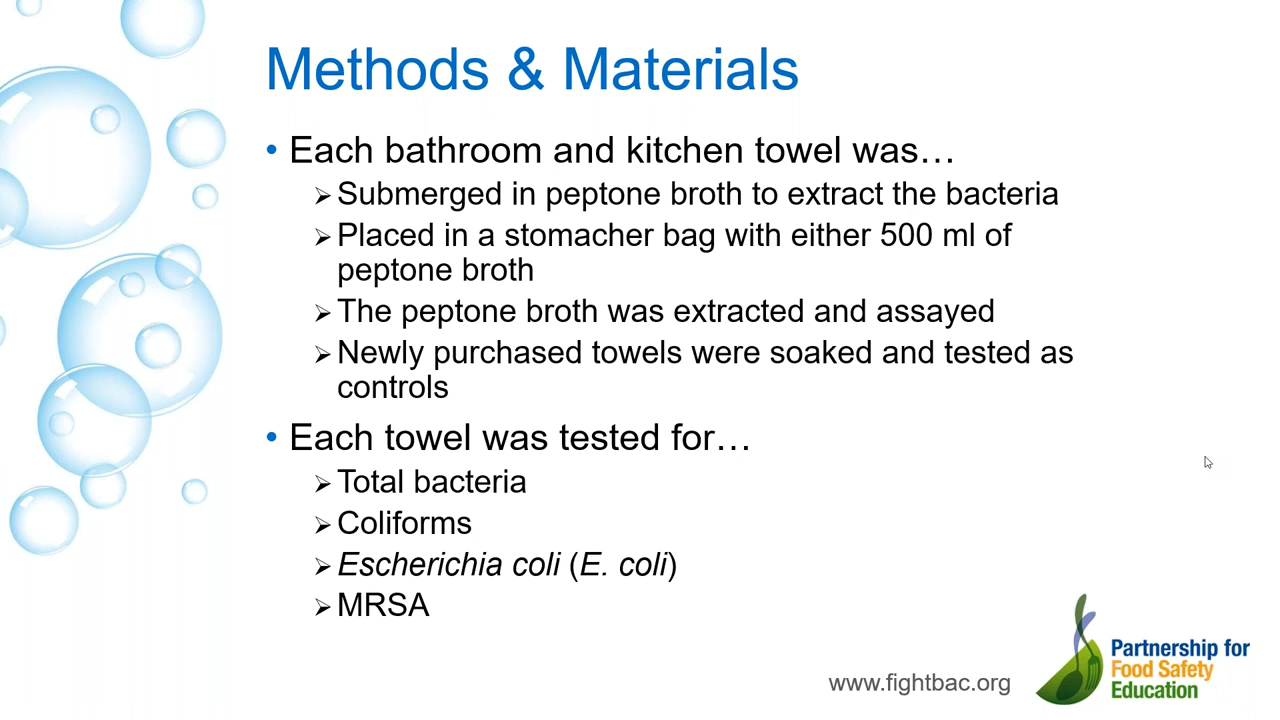 Methods & Materials
• Each bathroom and kitchen towel was…
➢ Submerged in peptone broth to extract the bacteria
➢ Placed in a stomacher bag with either 500 ml of
peptone broth
➢ The peptone broth was extracted and assayed
➢ Newly purchased towels were soaked and tested as
controls
• Each towel was tested for…
➢ Total bacteria
➢ Coliforms
➢ Escherichia coli (E. coli)
➢ MRSA
www.fightbac.org
Partnership for
Food Safety
Education